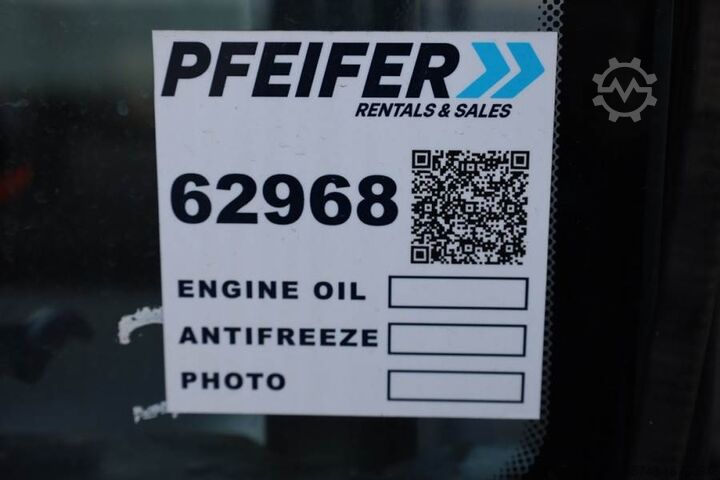 PFEIFER
RENTALS & SALES
62968
ENGINE OIL
ANTIFREEZE
PHOTO